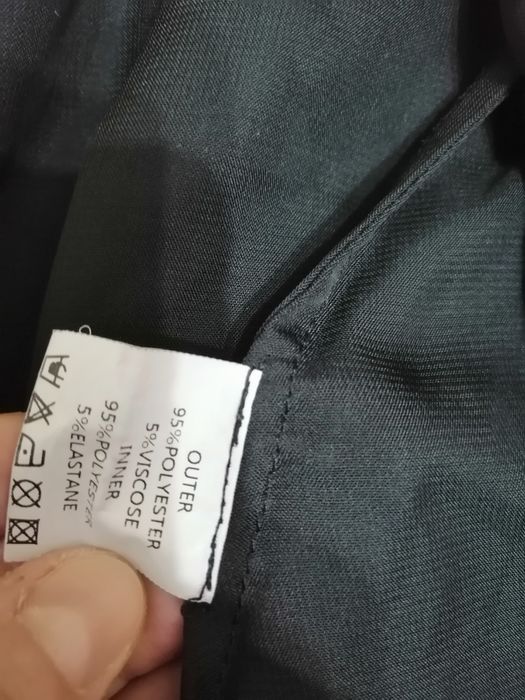 OUTER
95%POLYESTER
5%VISCOSE
INNER
95%POLYESTER
5%ELASTANE